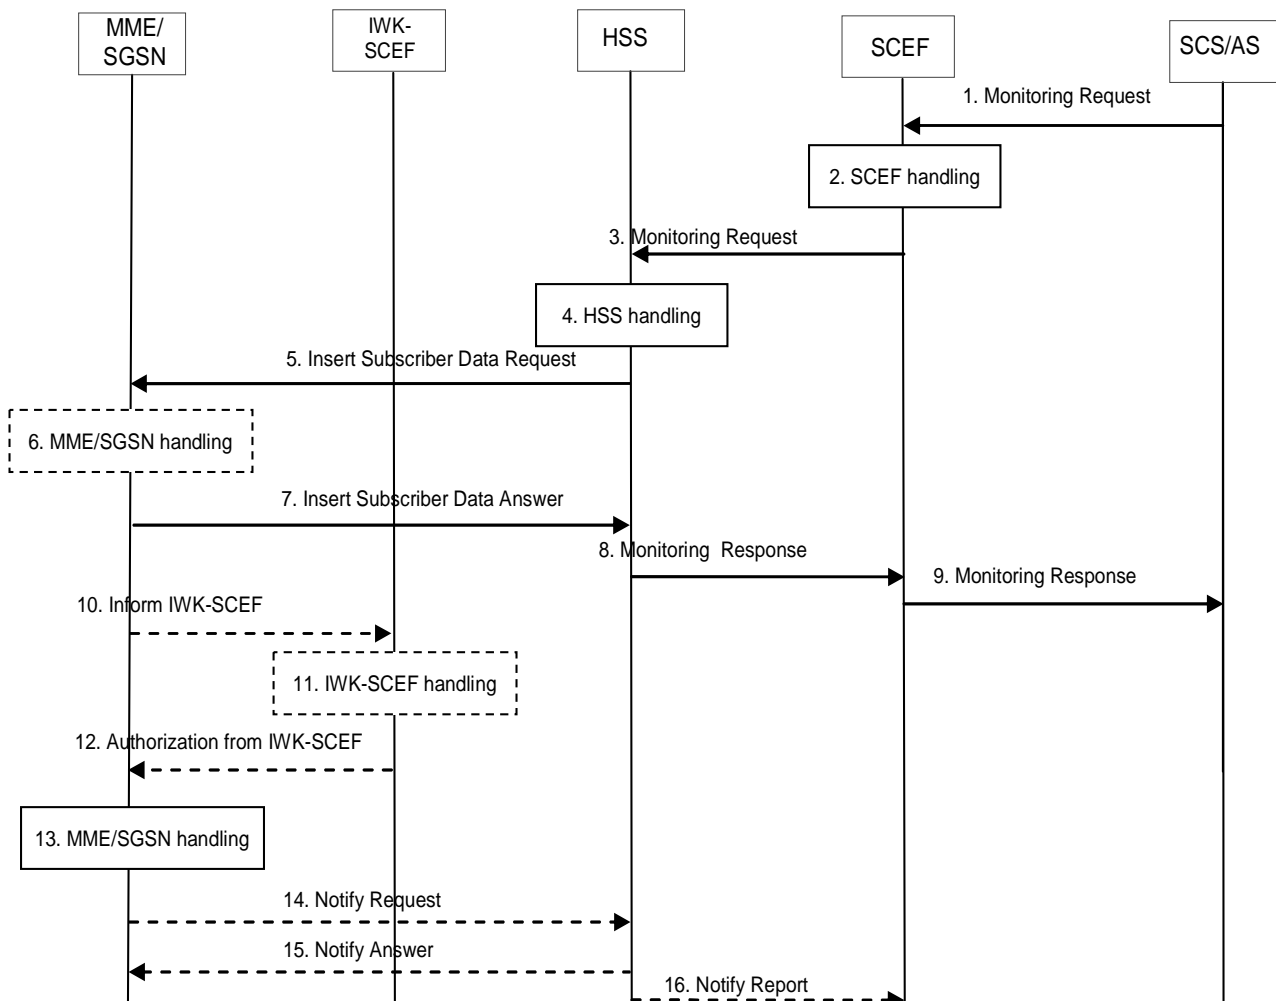 MME/
SGSN
IWK-
SCEF
HSS
SCEF
SCS/AS
1. Monitoring Request
2. SCEF handling
3. Monitoring Request
4. HSS handling
5. Insert Subscriber Data Request
6. MME/SGSN handling
7. Insert Subscriber Data Answer
8. Monitoring Response
9. Monitoring Response
10. Inform IWK-SCEF
11. IWK-SCEF handling
12. Authorization from IWK-SCEF
13. MME/SGSN handling
14. Notify Request
15. Notify Answer
16. Notify Report